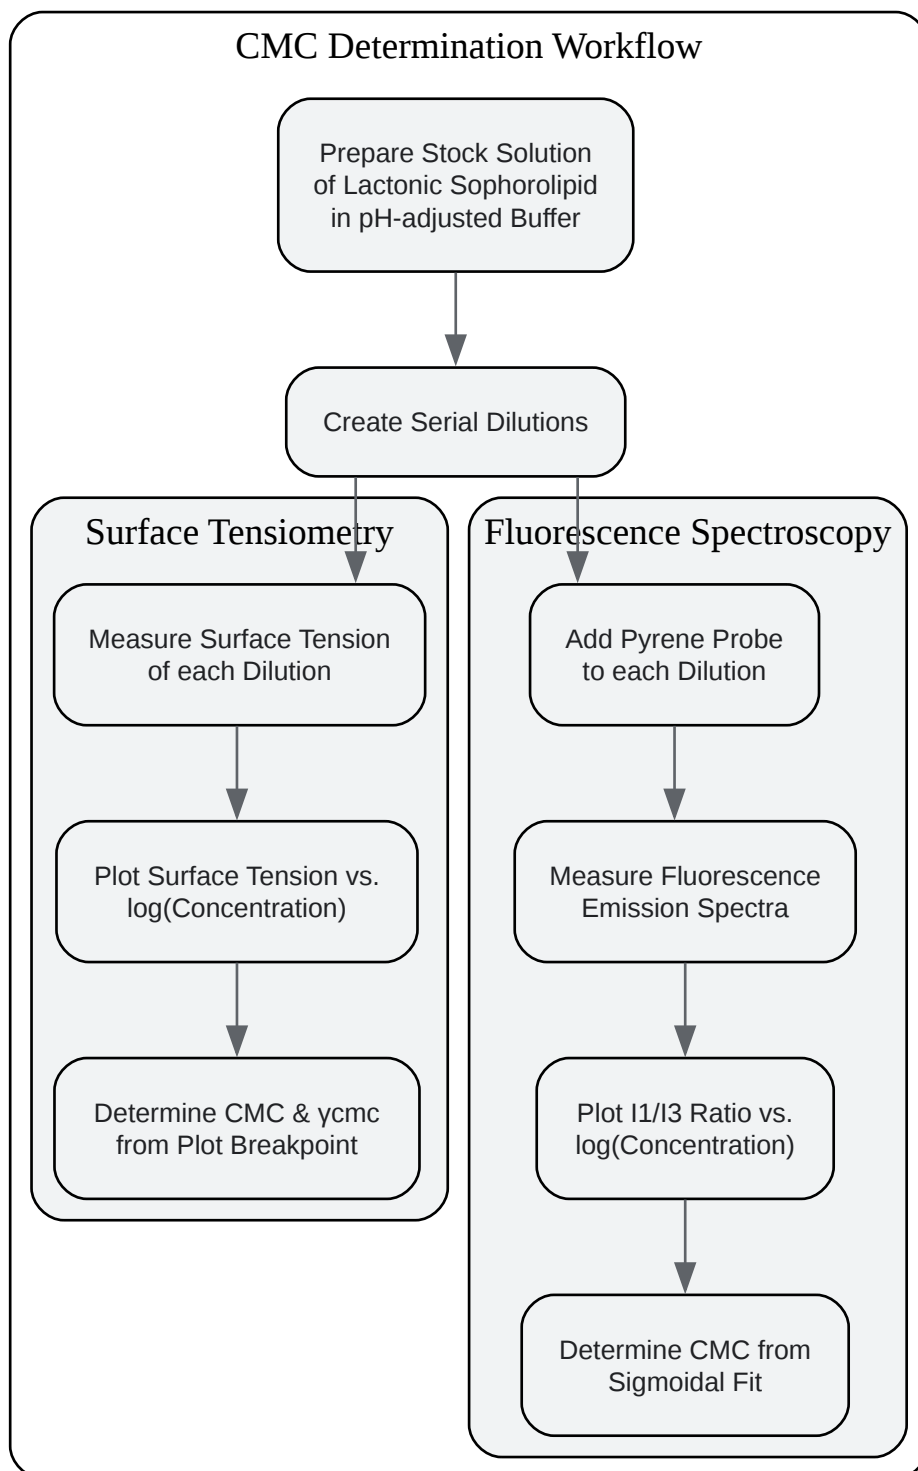 CMC Determination Workflow
Prepare Stock Solution
of Lactonic Sophorolipid
in pH-adjusted Buffer
Create Serial Dilutions
Surface Tensiometry
Measure Surface Tension
of each Dilution
Plot Surface Tension vs.
log(Concentration)
Determine CMC & γcmc
from Plot Breakpoint
Fluorescence Spectroscopy
Add Pyrene Probe
to each Dilution
Measure Fluorescence
Emission Spectra
Plot I1/I3 Ratio vs.
log(Concentration)
Determine CMC from
Sigmoidal Fit